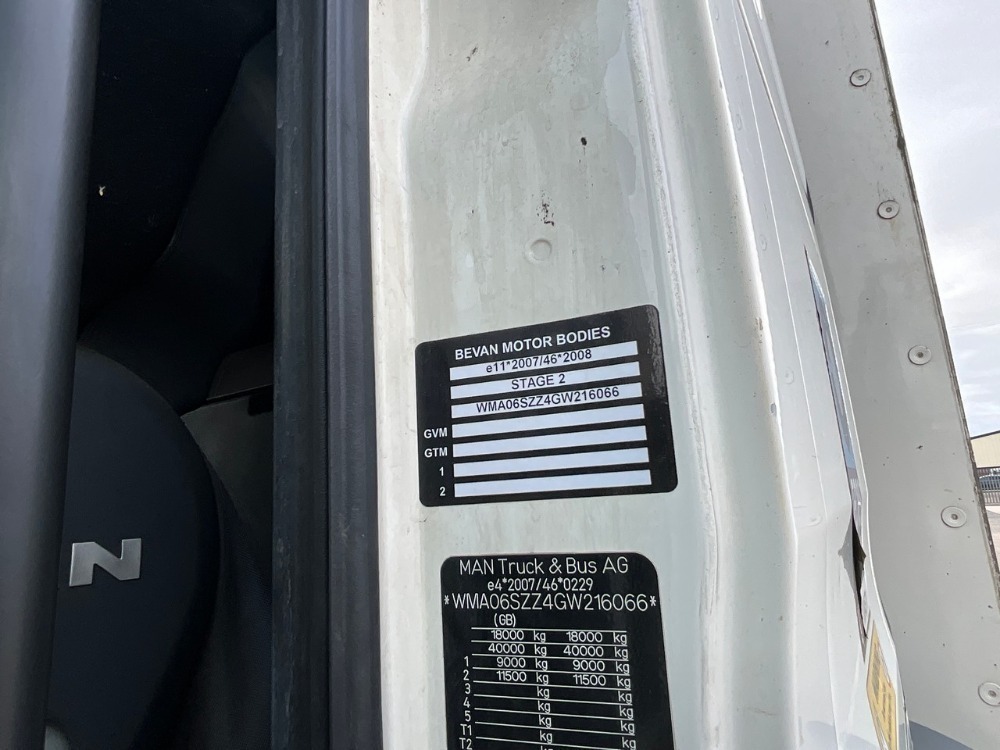 N
BEVAN MOTOR BODIES
e11*2007/46*2008
STAGE 2
WMA06SZZ4GW216066
GVM
GTM
1
2
MAN Truck & Bus AG
e4*2007/46*0229
*WMA06SZZ4GW216066*
(GB)
18000 kg 18000 kg
40000 kg 40000 kg
1 9000 kg 9000 kg
2 11500 kg 11500 kg
3 kg kg
4 kg kg
5 kg kg
T1 kg kg
T2 kg kg